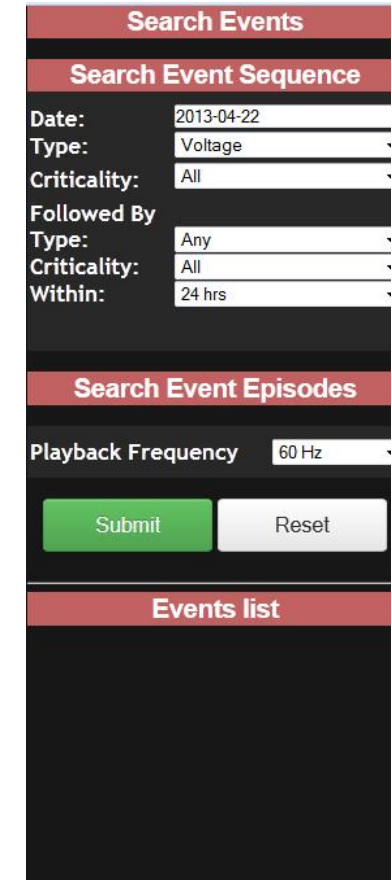 Search Events
Search Event Sequence
Date: 2013-04-22
Type: Voltage
Criticality: All
Followed By
Type: Any
Criticality: All
Within: 24 hrs
Search Event Episodes
Playback Frequency 60 Hz
Submit Reset
Events list